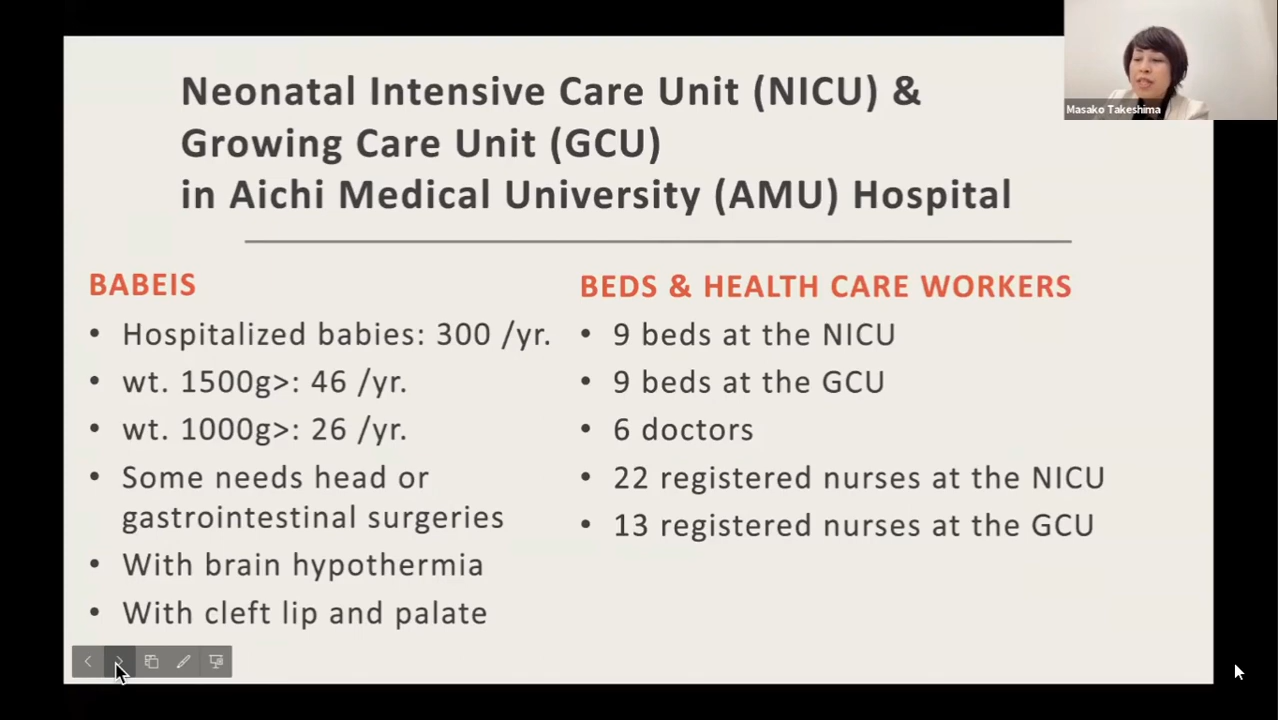 Neonatal Intensive Care Unit (NICU) &
Growing Care Unit (GCU)
in Aichi Medical University (AMU) Hospital
Masako Takeshima
BABEIS
• Hospitalized babies: 300 /yr.
• wt. 1500g>: 46 /yr.
• wt. 1000g>: 26 /yr.
• Some needs head or
gastrointestinal surgeries
• With brain hypothermia
• With cleft lip and palate
BEDS & HEALTH CARE WORKERS
• 9 beds at the NICU
• 9 beds at the GCU
• 6 doctors
• 22 registered nurses at the NICU
• 13 registered nurses at the GCU